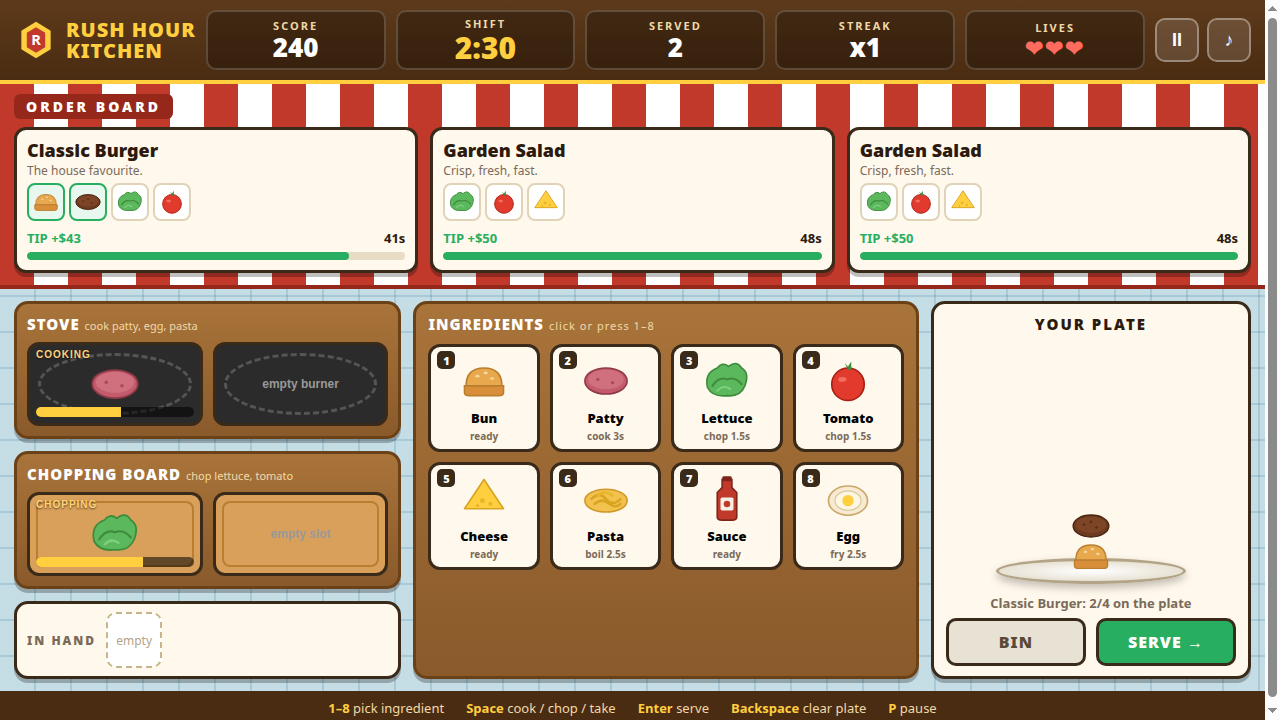 R
RUSH HOUR
KITCHEN
SCORE
240
SHIFT
2:30
SERVED
2
STREAK
x1
LIVES
ORDER BOARD
Classic Burger
The house favourite.
TIP +$43
41s
Garden Salad
Crisp, fresh, fast.
TIP +$50
48s
Garden Salad
Crisp, fresh, fast.
TIP +$50
48s
STOVE cook patty, egg, pasta
COOKING
empty burner
CHOPPING BOARD chop lettuce, tomato
CHOPPING
empty slot
IN HAND
empty
INGREDIENTS click or press 1–8
1
Bun
ready
2
Patty
cook 3s
3
Lettuce
chop 1.5s
4
Tomato
chop 1.5s
5
Cheese
ready
6
Pasta
boil 2.5s
7
Sauce
ready
8
Egg
fry 2.5s
YOUR PLATE
Classic Burger: 2/4 on the plate
BIN
SERVE →
1–8 pick ingredient Space cook / chop / take Enter serve Backspace clear plate P pause